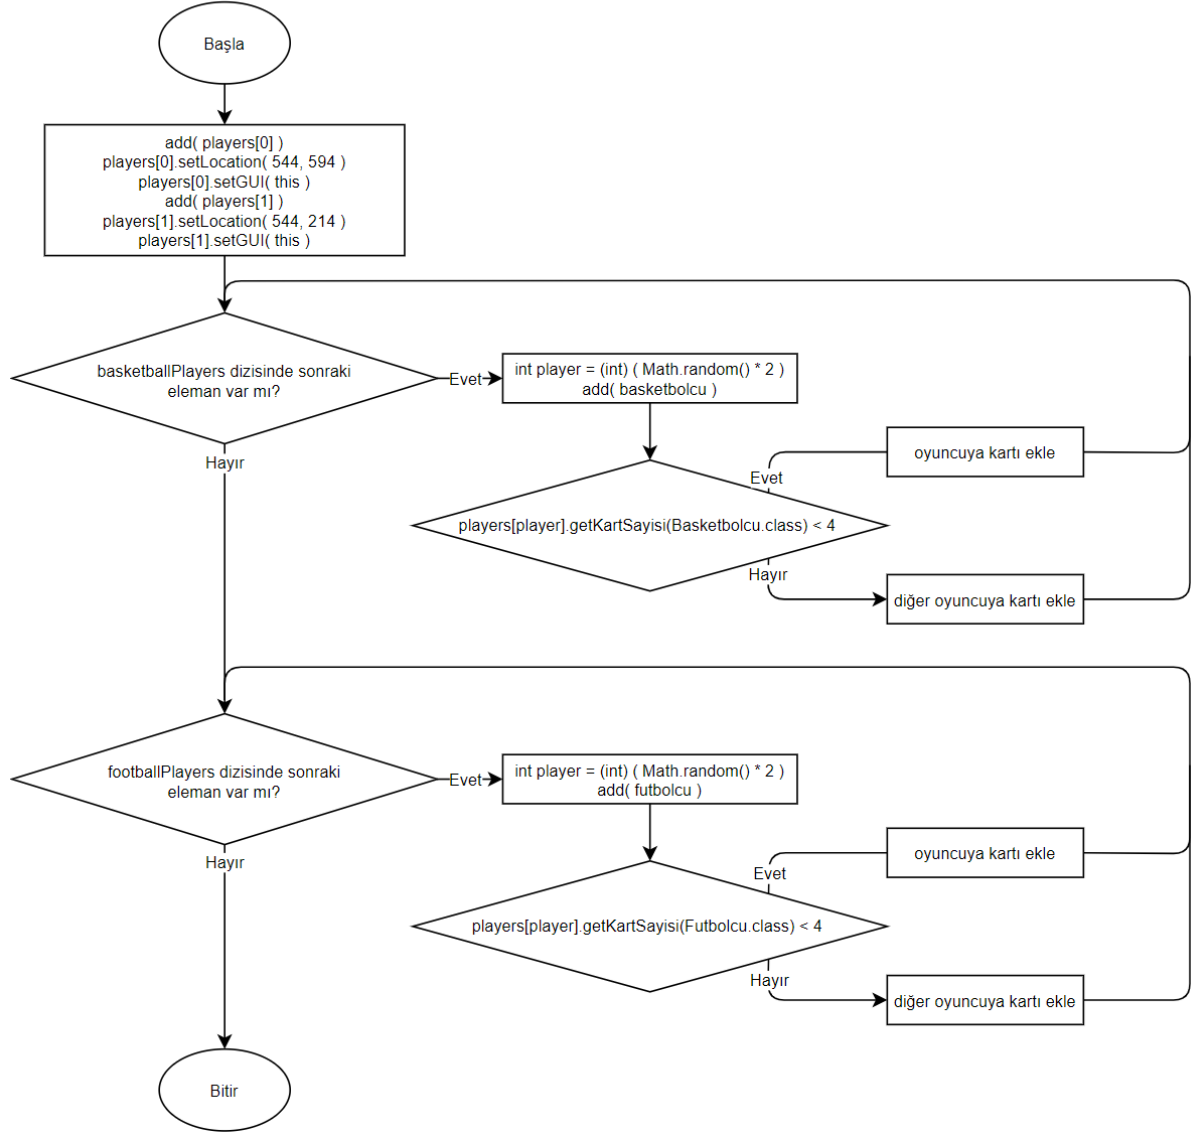 Başla
add( players[0] )
players[0].setLocation( 544, 594 )
players[0].setGUI( this )
add( players[1] )
players[1].setLocation( 544, 214 )
players[1].setGUI( this )
basketballPlayers dizisinde sonraki
eleman var mı?
Evet
int player = (int) ( Math.random() * 2 )
add( basketbolcu )
Hayır
players[player].getKartSayisi(Basketbolcu.class) < 4
Evet
oyuncuya kartı ekle
Hayır
diğer oyuncuya kartı ekle
footballPlayers dizisinde sonraki
eleman var mı?
Evet
int player = (int) ( Math.random() * 2 )
add( futbolcu )
Hayır
players[player].getKartSayisi(Futbolcu.class) < 4
Evet
oyuncuya kartı ekle
Hayır
diğer oyuncuya kartı ekle
Bitir